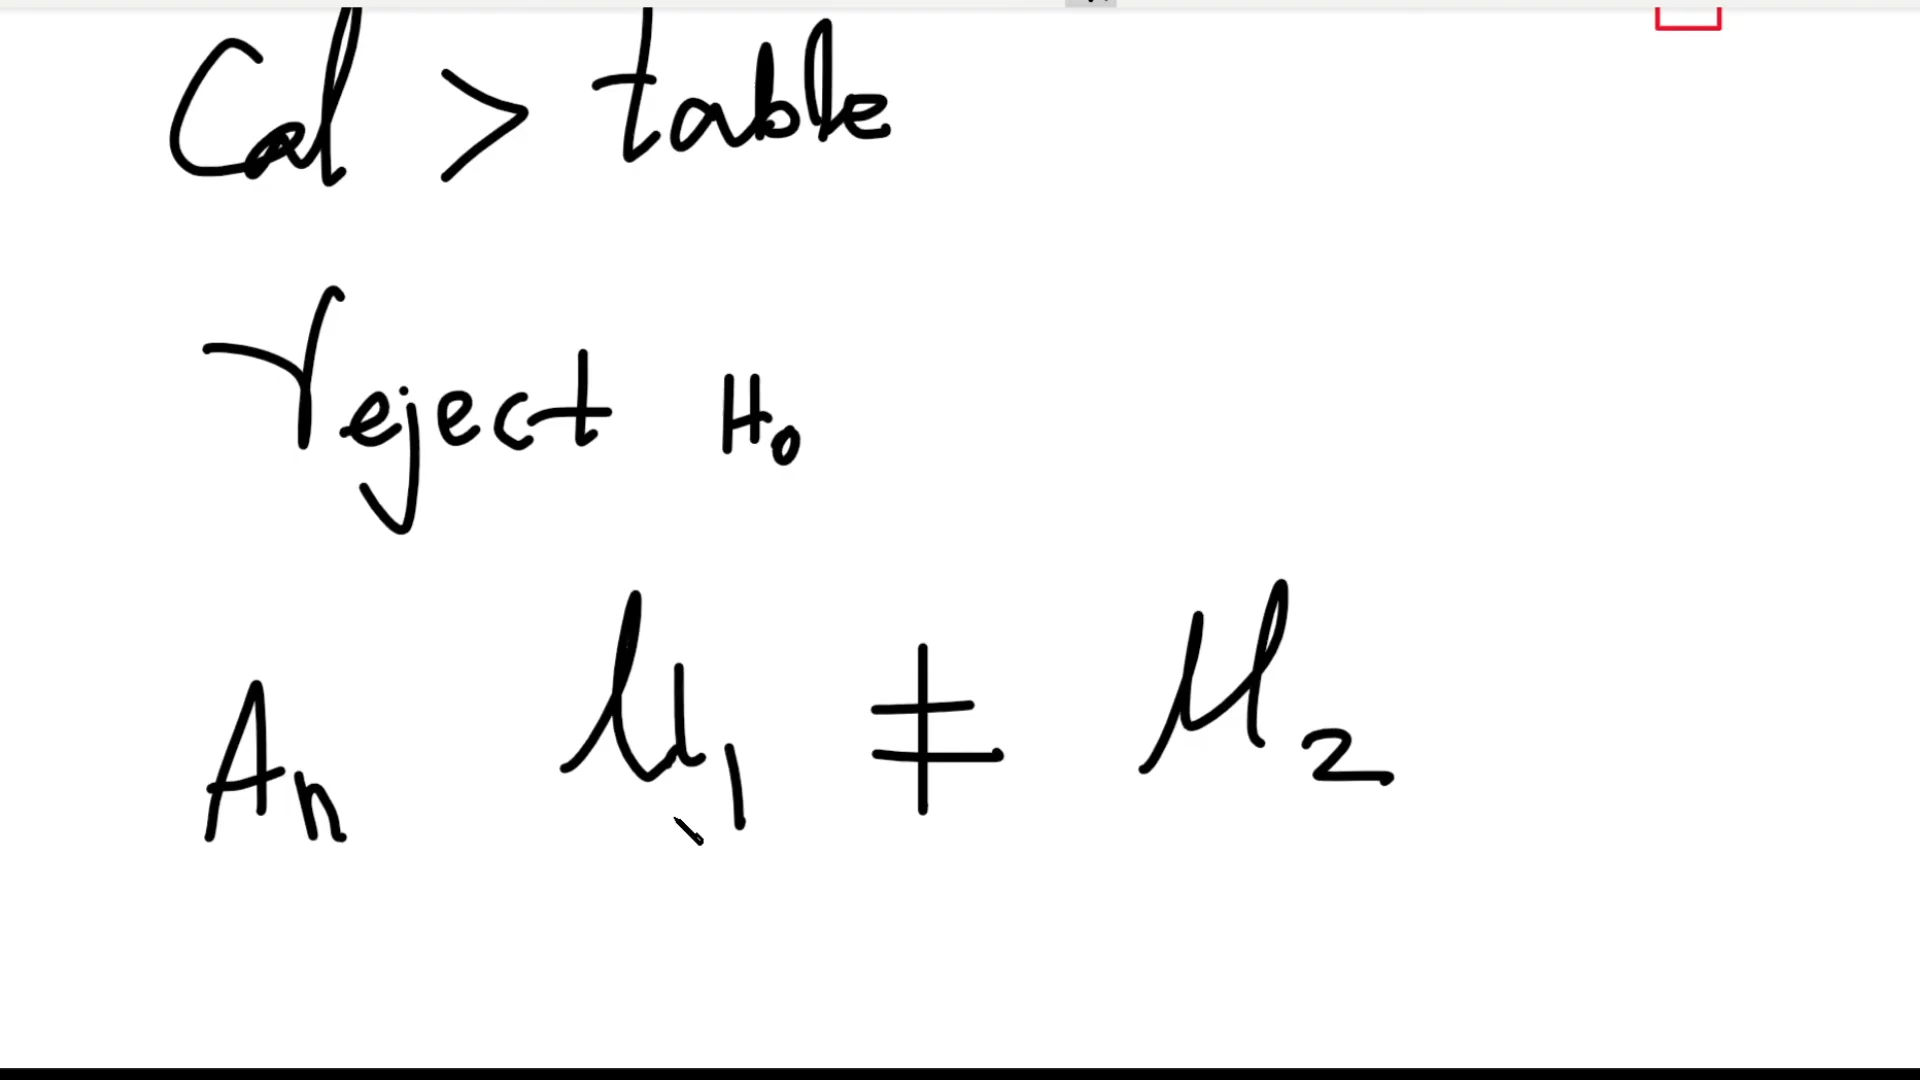 Cal > table
reject H₀
An μ₁ ≠ μ₂